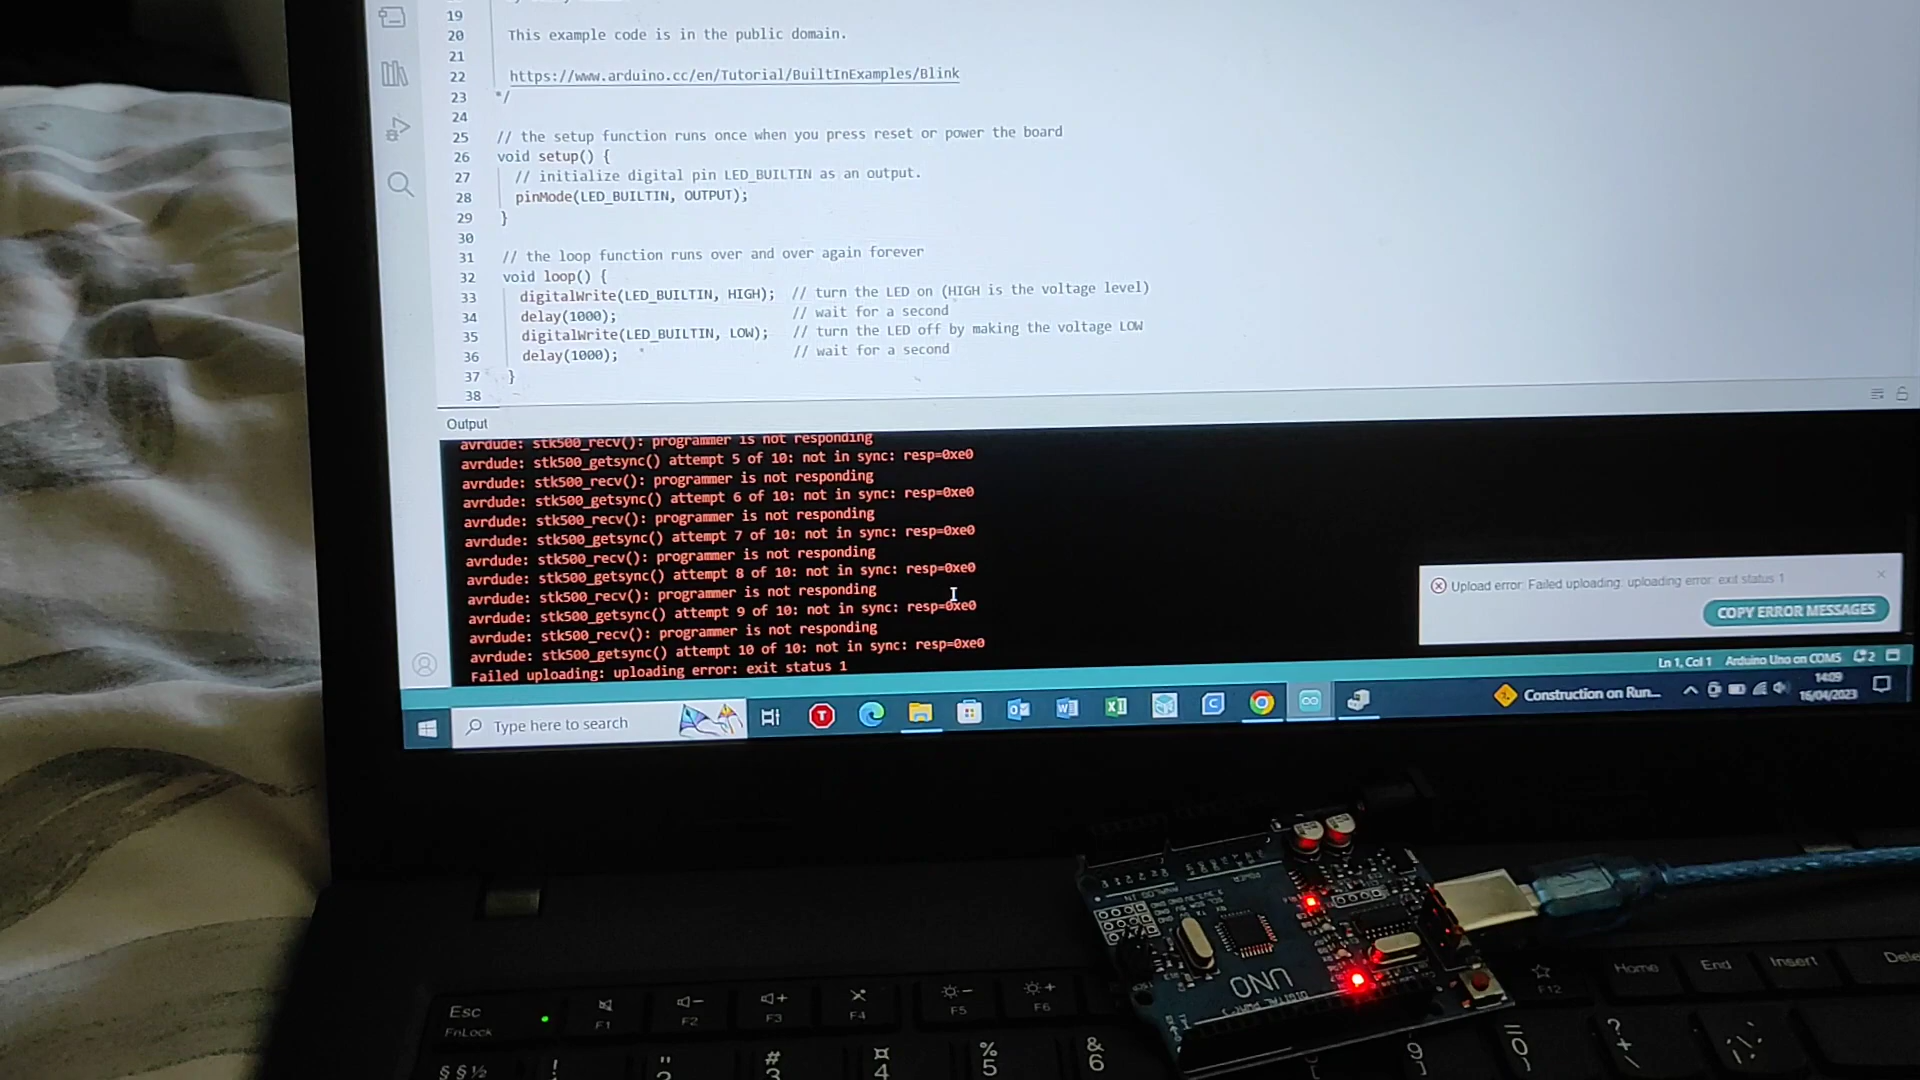 19
20 This example code is in the public domain.
21
22 https://www.arduino.cc/en/Tutorial/BuiltInExamples/Blink
23 */
24
25 // the setup function runs once when you press reset or power the board
26 void setup() {
27 // initialize digital pin LED_BUILTIN as an output.
28 pinMode(LED_BUILTIN, OUTPUT);
29 }
30
31 // the loop function runs over and over again forever
32 void loop() {
33 digitalWrite(LED_BUILTIN, HIGH); // turn the LED on (HIGH is the voltage level)
34 delay(1000); // wait for a second
35 digitalWrite(LED_BUILTIN, LOW); // turn the LED off by making the voltage LOW
36 delay(1000); // wait for a second
37 }
38
Output
avrdude: stk500_recv(): programmer is not responding
avrdude: stk500_getsync() attempt 5 of 10: not in sync: resp=0xe0
avrdude: stk500_recv(): programmer is not responding
avrdude: stk500_getsync() attempt 6 of 10: not in sync: resp=0xe0
avrdude: stk500_recv(): programmer is not responding
avrdude: stk500_getsync() attempt 7 of 10: not in sync: resp=0xe0
avrdude: stk500_recv(): programmer is not responding
avrdude: stk500_getsync() attempt 8 of 10: not in sync: resp=0xe0
avrdude: stk500_recv(): programmer is not responding
avrdude: stk500_getsync() attempt 9 of 10: not in sync: resp=0xe0
avrdude: stk500_recv(): programmer is not responding
avrdude: stk500_getsync() attempt 10 of 10: not in sync: resp=0xe0
Failed uploading: uploading error: exit status 1
Upload error: Failed uploading: uploading error: exit status 1
COPY ERROR MESSAGES
Ln 1, Col 1 Arduino Uno on COM5 2
Type here to search
Construction on Run...
14:09
16/04/2023
UNO
POWER
Esc
FnLock
F1 F2 F3 F4 F5 F6 F12
Home End Insert Dele
§ ½ ! " # 3 ¤ 4 % 5 & 6 ) 9 = 0 ? +